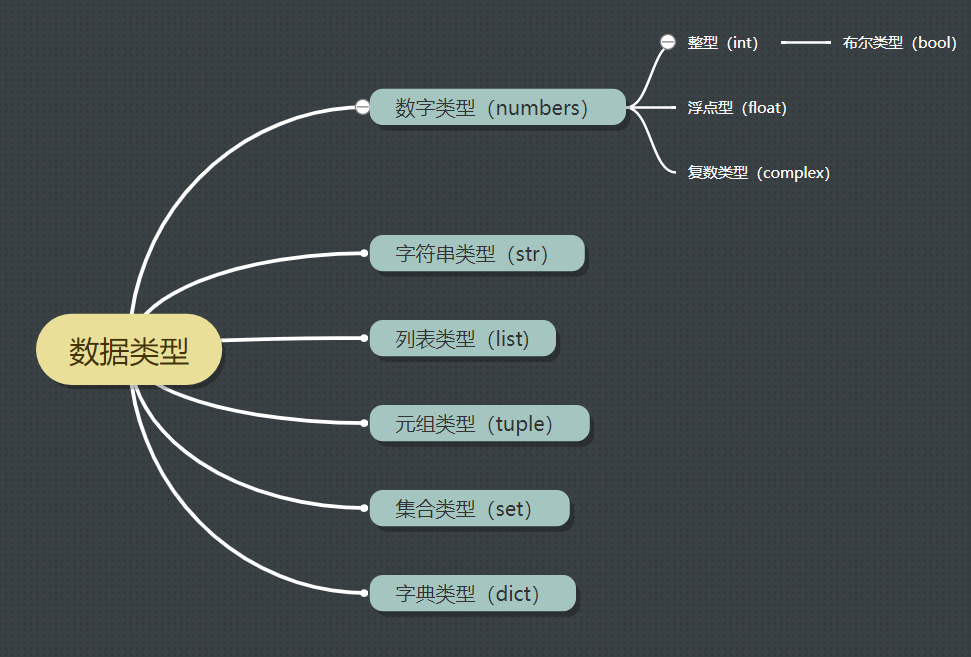 整型（int）
布尔类型（bool）
数字类型（numbers）
浮点型（float）
复数类型（complex）
字符串类型（str）
列表类型（list）
数据类型
元组类型（tuple）
集合类型（set）
字典类型（dict）